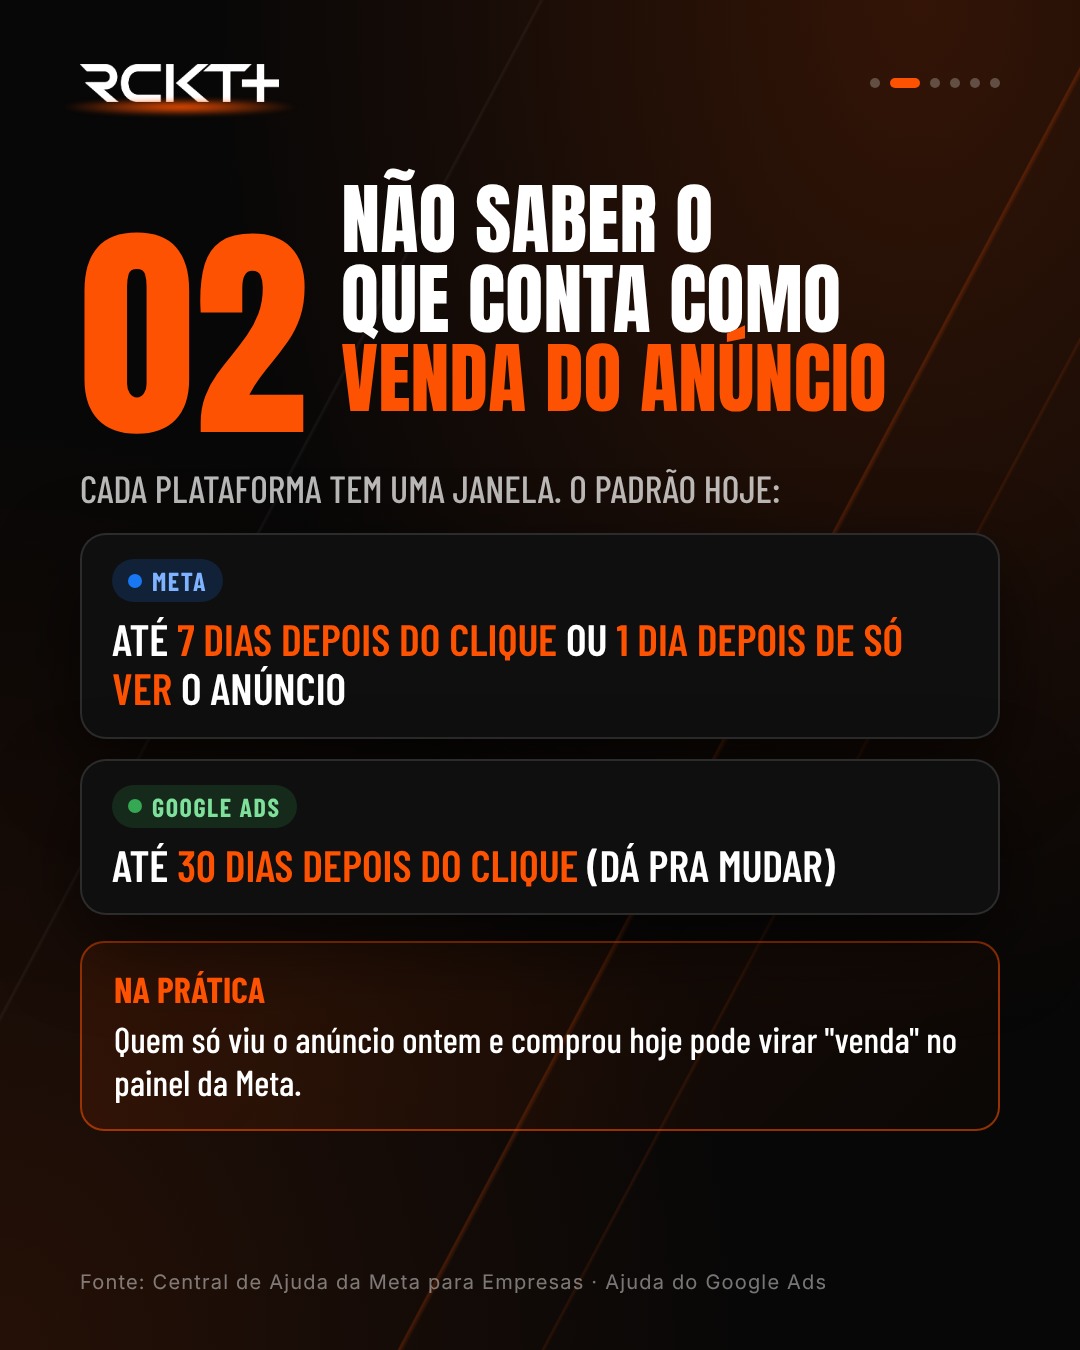 RCKT+
02
NÃO SABER O
QUE CONTA COMO
VENDA DO ANÚNCIO
CADA PLATAFORMA TEM UMA JANELA. O PADRÃO HOJE:
META
ATÉ 7 DIAS DEPOIS DO CLIQUE OU 1 DIA DEPOIS DE SÓ
VER O ANÚNCIO
GOOGLE ADS
ATÉ 30 DIAS DEPOIS DO CLIQUE (DÁ PRA MUDAR)
NA PRÁTICA
Quem só viu o anúncio ontem e comprou hoje pode virar "venda" no
painel da Meta.
Fonte: Central de Ajuda da Meta para Empresas · Ajuda do Google Ads